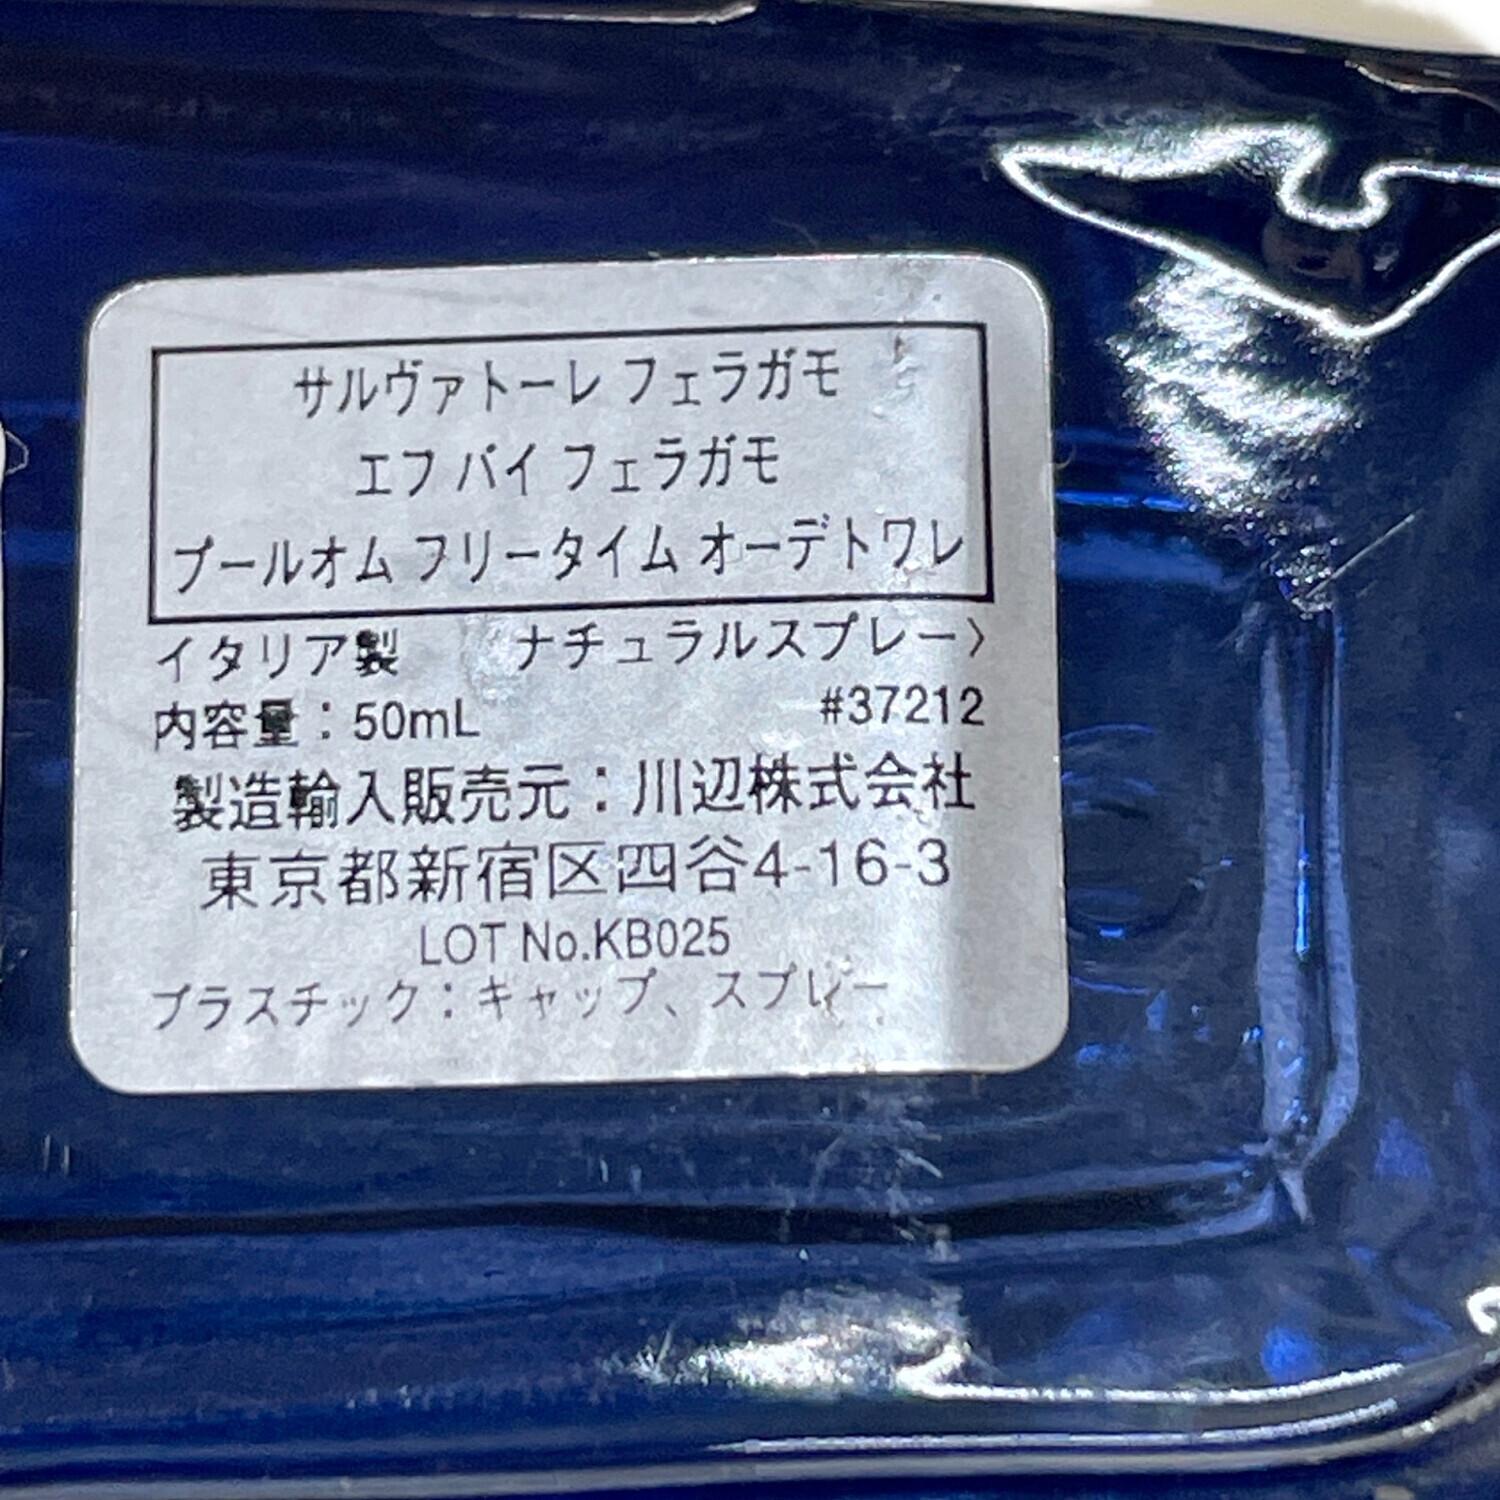 サルヴァトーレ フェラガモ
エフ バイ フェラガモ
プールオム フリータイム オーデトワレ
イタリア製 ナチュラルスプレー〉
内容量：50mL #37212
製造輸入販売元：川辺株式会社
東京都新宿区四谷4-16-3
LOT No.KB025
プラスチック：キャップ、スプレー